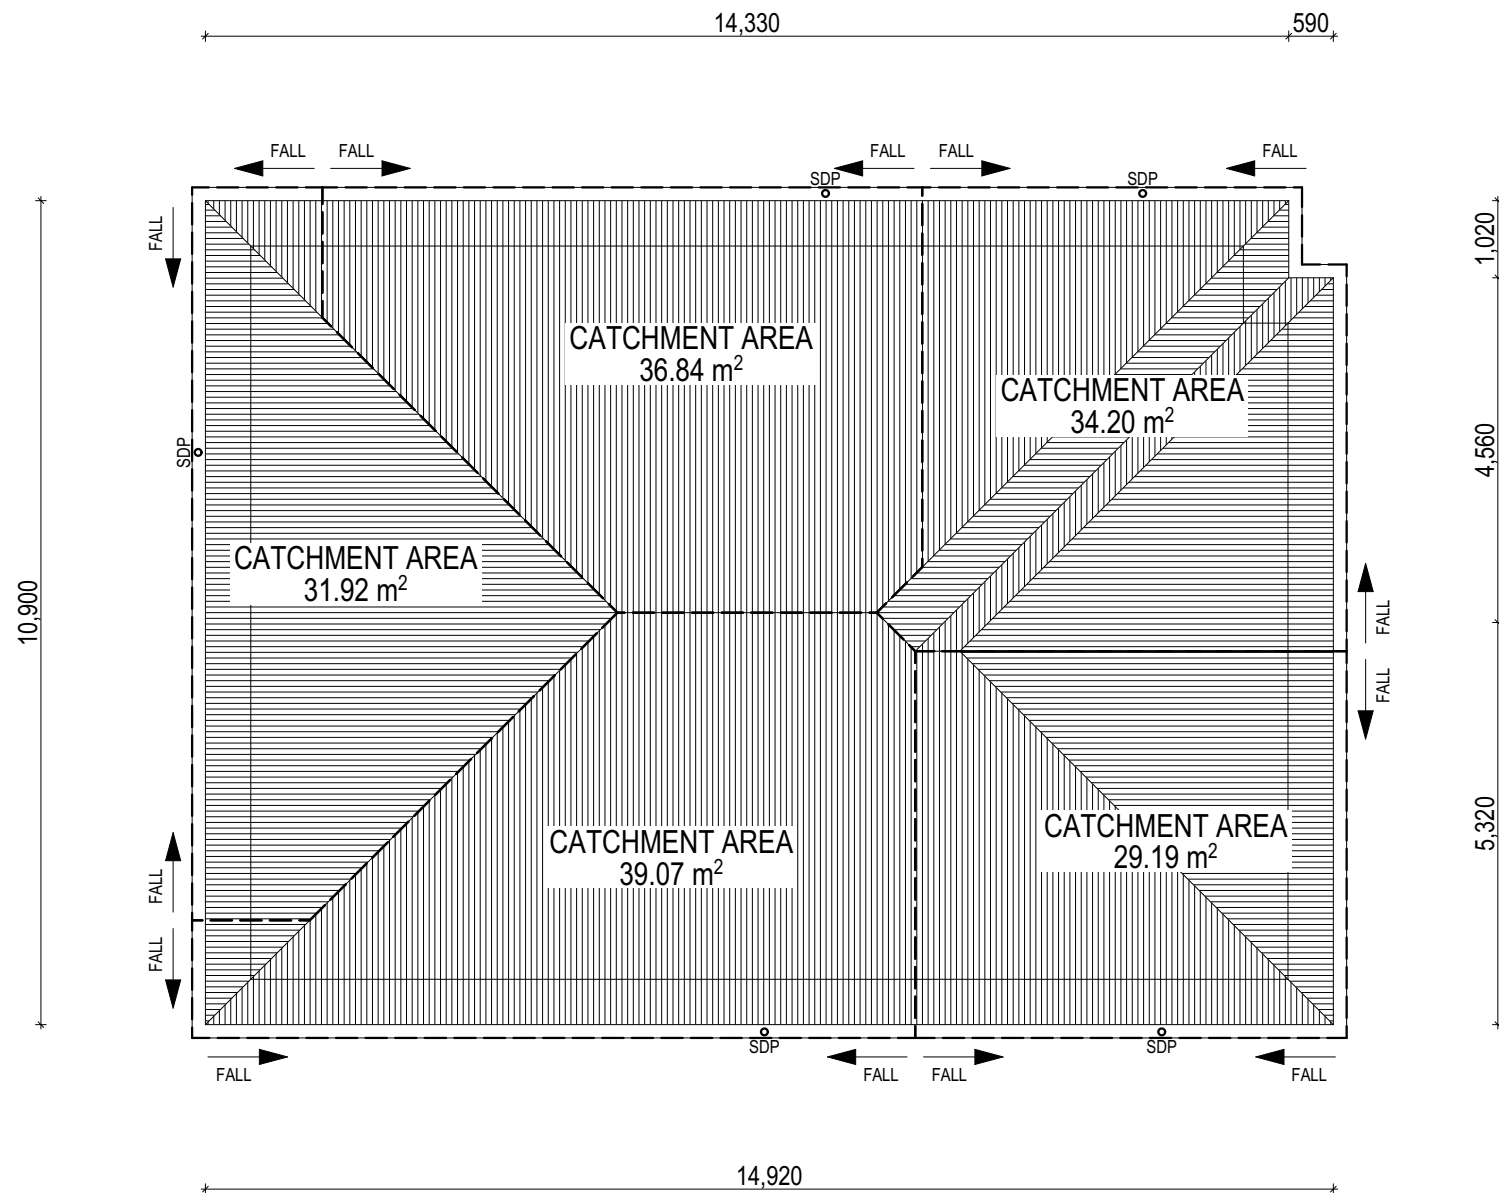 14,330
590
FALL
FALL
FALL
FALL
FALL
SDP
SDP
FALL
1,020
CATCHMENT AREA
36.84 m²
CATCHMENT AREA
34.20 m²
SDP
4,560
CATCHMENT AREA
31.92 m²
10,900
FALL
FALL
CATCHMENT AREA
39.07 m²
CATCHMENT AREA
29.19 m²
5,320
FALL
FALL
SDP
SDP
FALL
FALL
FALL
FALL
14,920